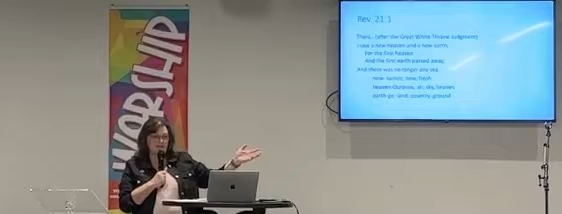 WORSHIP
Rev. 21:1
Then,- (after the Great White Throne Judgment)
I saw a new heaven and a new earth,
For the first heaven
And the first earth passed away,
And there was no longer any sea.
new- kainos; new, fresh
heaven-Ouranos, air, sky, heaven
earth-ge, land, country, ground